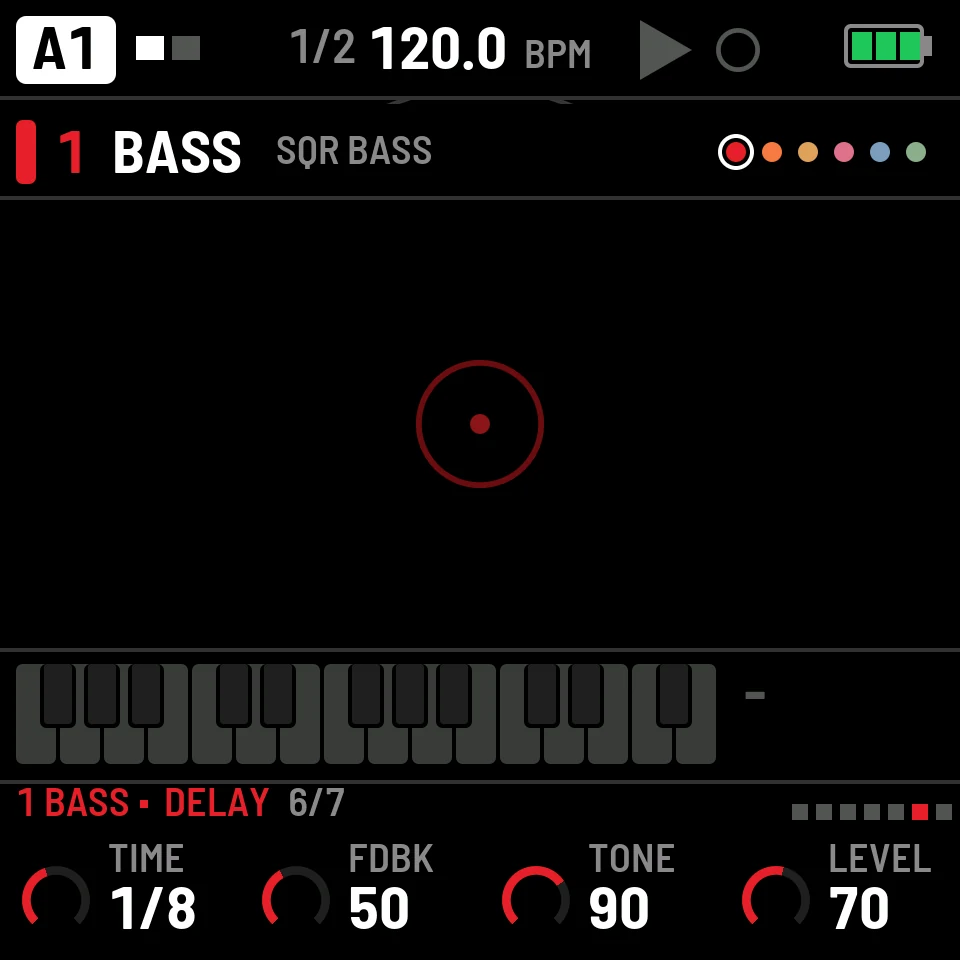 A1 1/2 120.0 BPM
1 BASS SQR BASS
-
1 BASS ▪ DELAY 6/7
TIME FDBK TONE LEVEL
1/8 50 90 70